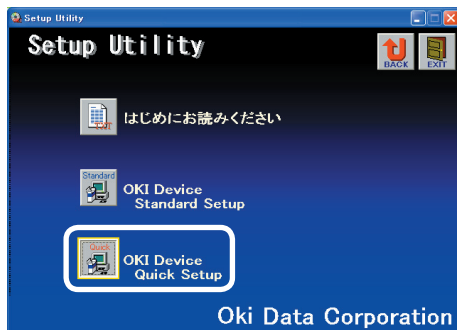 Setup Utility
Setup Utility
BACK
EXIT
TXT
はじめにお読みください
Standard
OKI Device
Standard Setup
Quick
OKI Device
Quick Setup
Oki Data Corporation